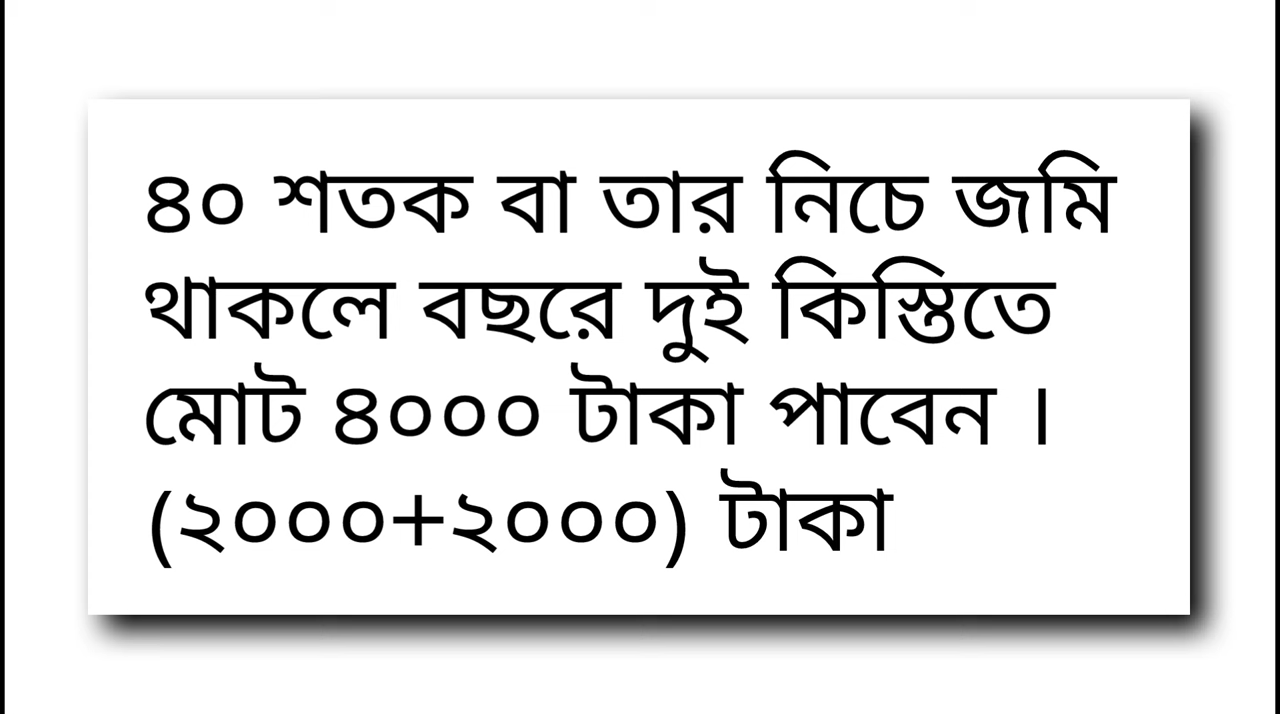 ৪০ শতক বা তার নিচে জমি
থাকলে বছরে দুই কিস্তিতে
মোট ৪০০০ টাকা পাবেন ।
(২০০০+২০০০) টাকা